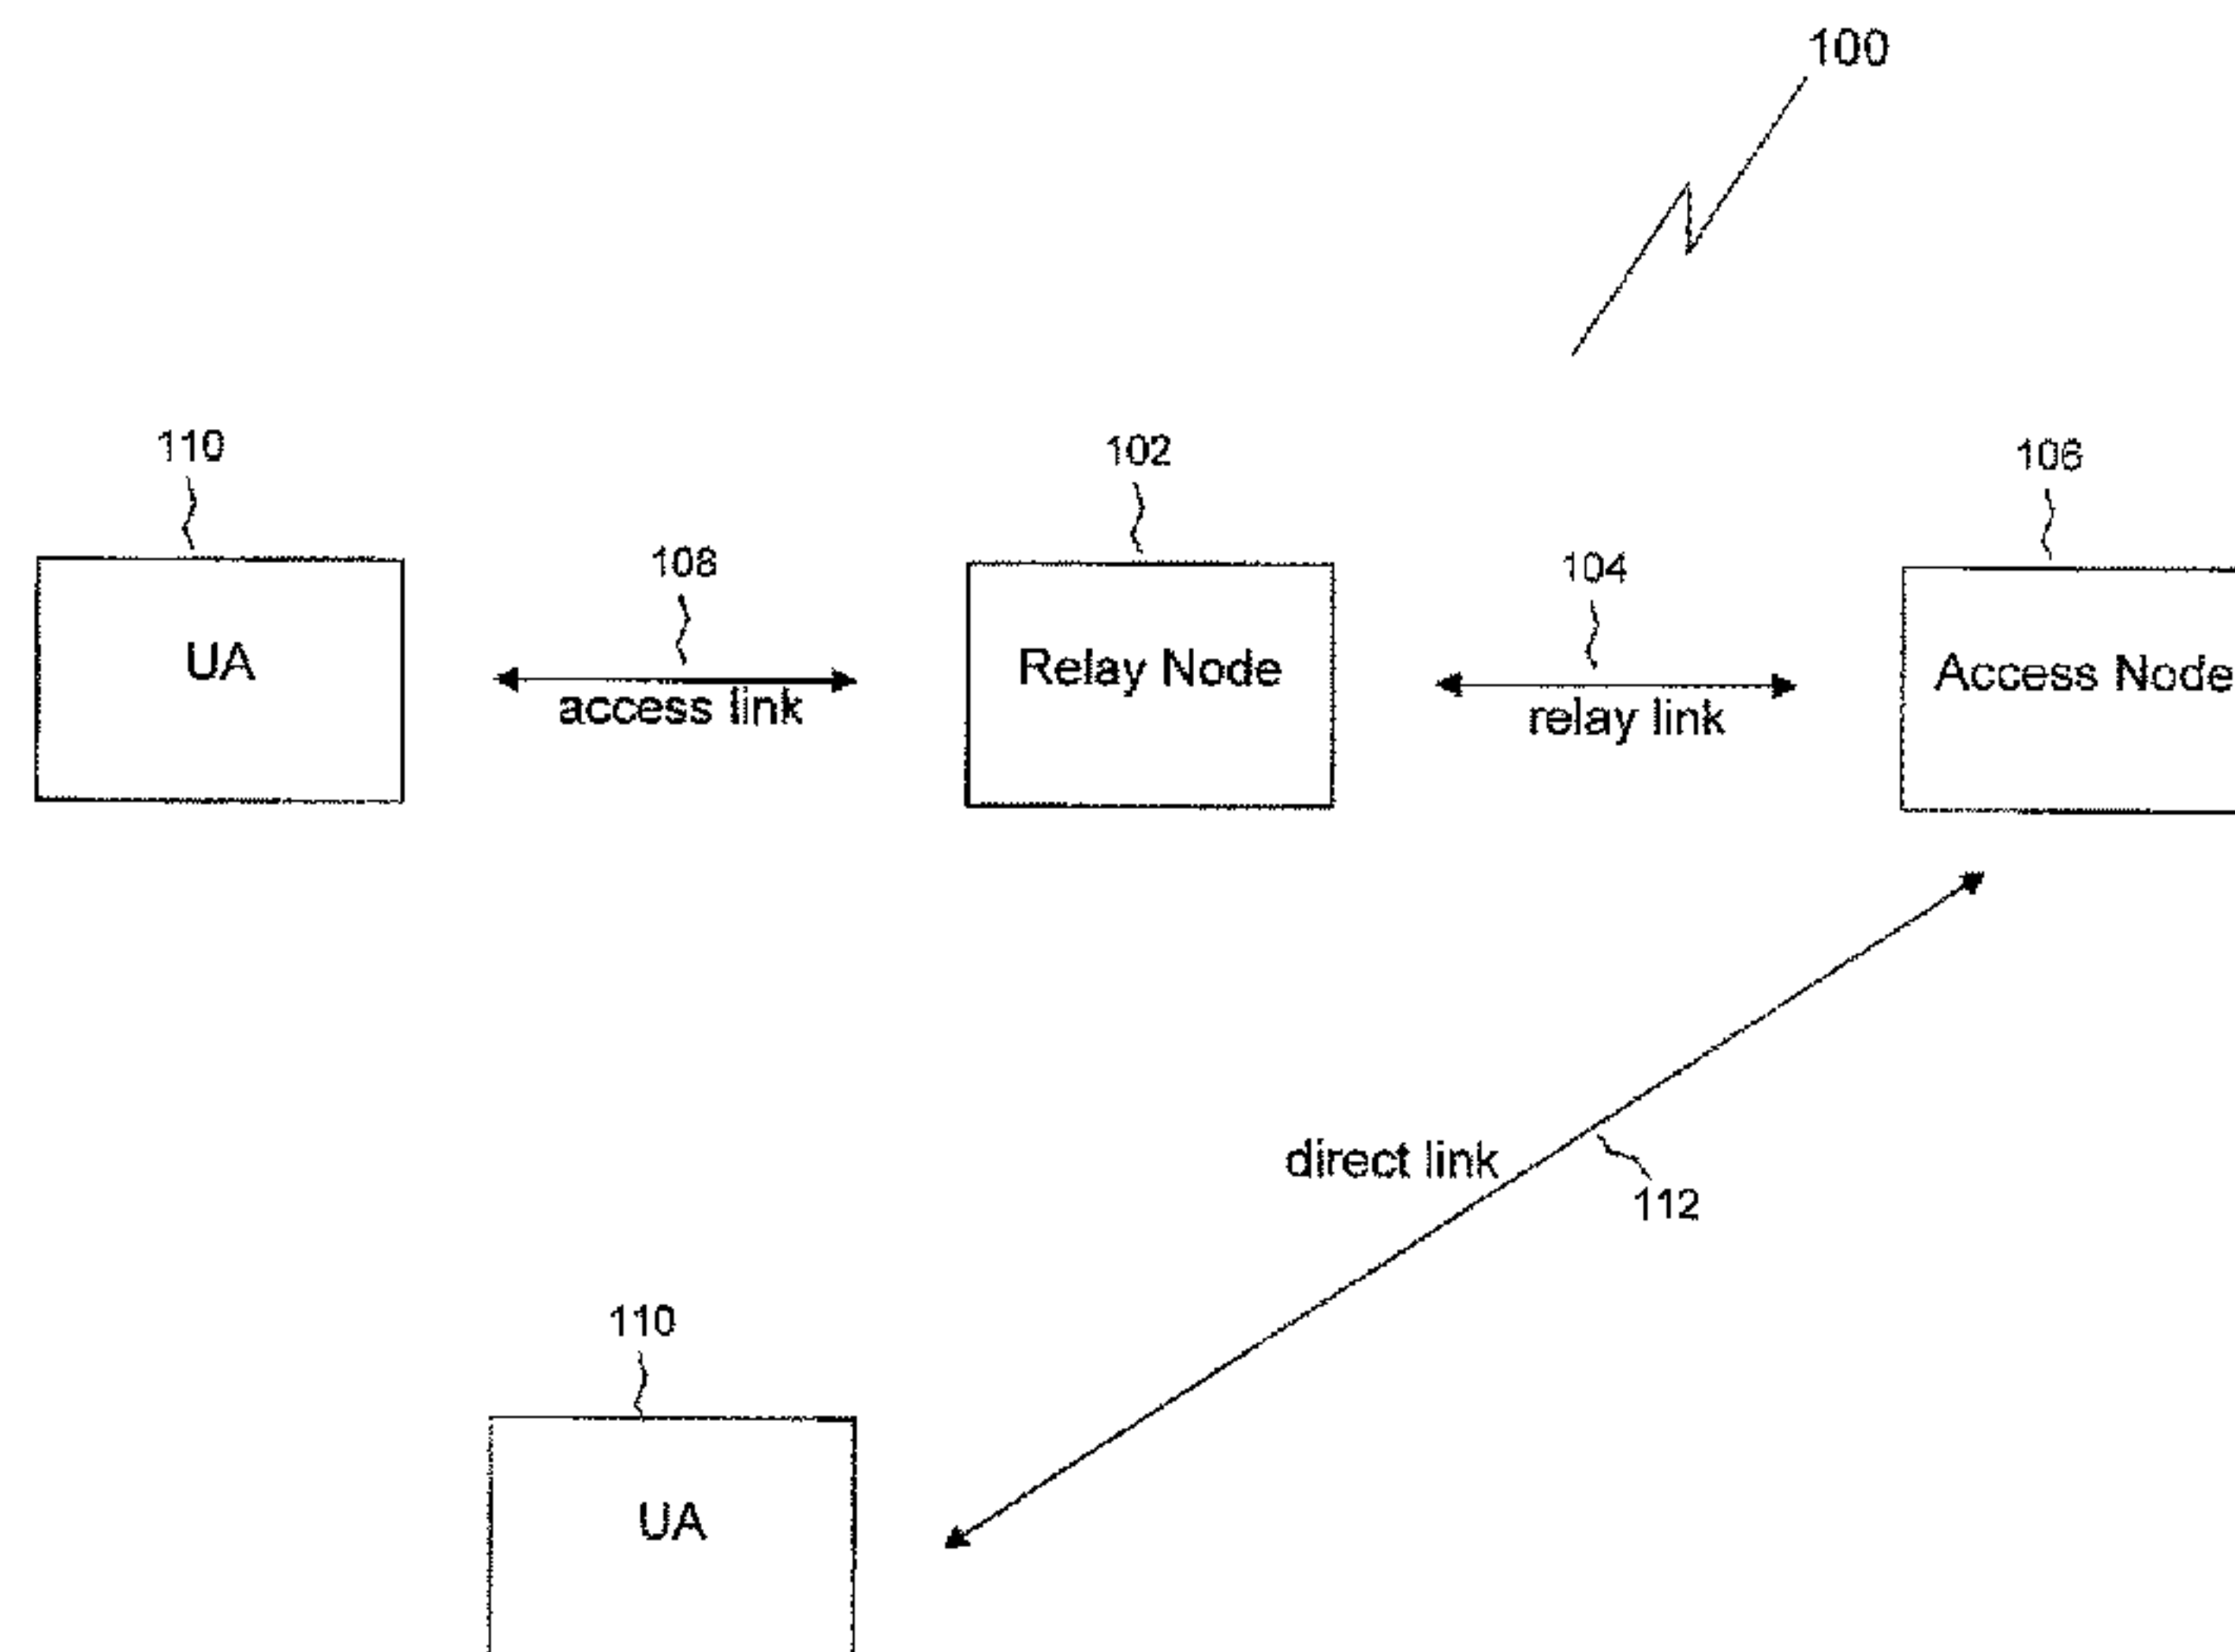 100
110
102
106
108
104
UA
Relay Node
Access Node
access link
relay link
direct link
112
110
UA